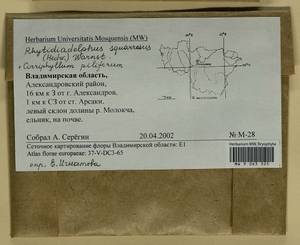 Herbarium Universitatis Mosquensis (MW)
Rhytidiadelphus squarrosus
(Hedw.) Warnst.
+ Cirriphyllum piliferum
Владимирская область,
Александровский район,
16 км З от г. Александров,
1 км СЗ от ст. Арсаки,
левый склон долины р. Молокча,
ельник, на почве.
Собрал А. Серёгин 20.04.2002 № M-28
Сеточное картирование флоры Владимирской области: E1
Atlas florae europaeae: 37-V-DC3-65
опр. Е. Игнатова
Herbarium MW, Bryophyta